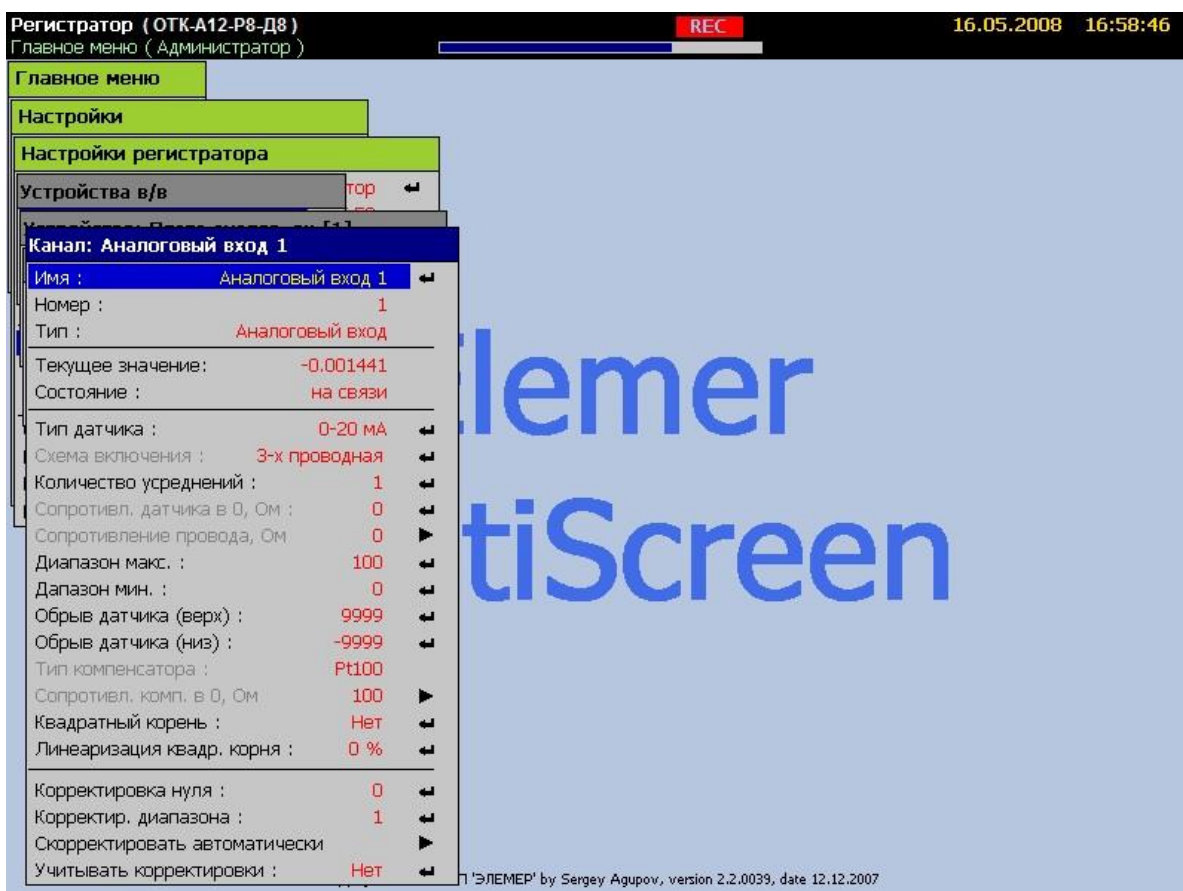 Регистратор ( ОТК-А12-Р8-Д8 ) REC 16.05.2008 16:58:46
Главное меню ( Администратор )
Главное меню
Настройки
Настройки регистратора
Устройства в/в
Канал: Аналоговый вход 1
Имя : Аналоговый вход 1
Номер : 1
Тип : Аналоговый вход
Текущее значение: -0.001441
Состояние : на связи
Тип датчика : 0-20 мА
Схема включения : 3-х проводная
Количество усреднений : 1
Сопротивл. датчика в 0, Ом : 0
Сопротивление провода, Ом 0
Диапазон макс. : 100
Дапазон мин. : 0
Обрыв датчика (верх) : 9999
Обрыв датчика (низ) : -9999
Тип компенсатора : Pt100
Сопротивл. комп. в 0, Ом 100
Квадратный корень : Нет
Линеаризация квадр. корня : 0 %
Корректировка нуля : 0
Корректир. диапазона : 1
Скорректировать автоматически
Учитывать корректировки : Нет
lemer
tiScreen
П 'ЭЛЕМЕР' by Sergey Agupov, version 2.2.0039, date 12.12.2007